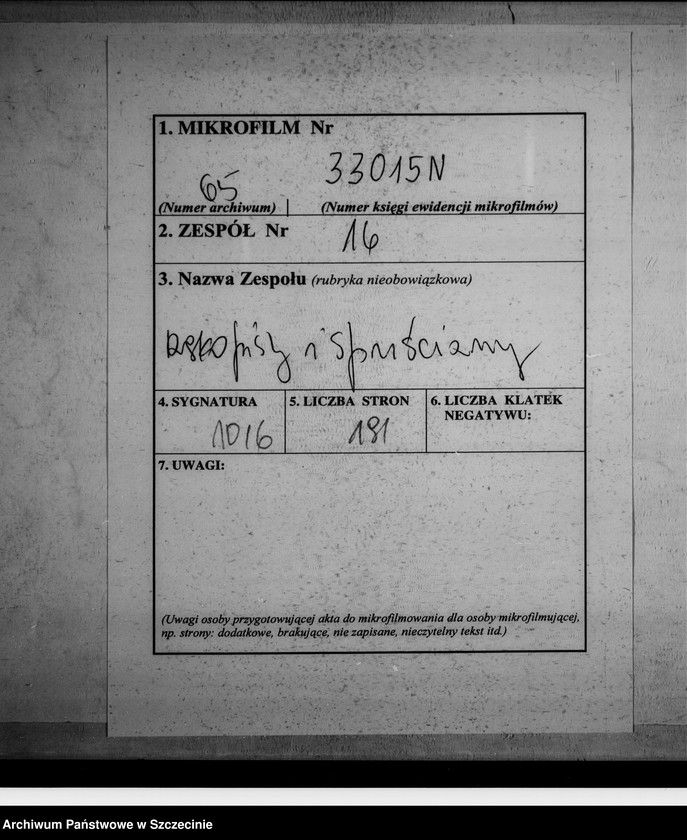 1. MIKROFILM Nr
65 33015N
(Numer archiwum) | (Numer księgi ewidencji mikrofilmów)
2. ZESPÓŁ Nr 16
3. Nazwa Zespołu (rubryka nieobowiązkowa)
Rękopisy i Spuścizny
4. SYGNATURA
1016
5. LICZBA STRON
181
6. LICZBA KLATEK
NEGATYWU:
7. UWAGI:
(Uwagi osoby przygotowującej akta do mikrofilmowania dla osoby mikrofilmującej,
np. strony: dodatkowe, brakujące, nie zapisane, nieczytelny tekst itd.)
Archiwum Państwowe w Szczecinie